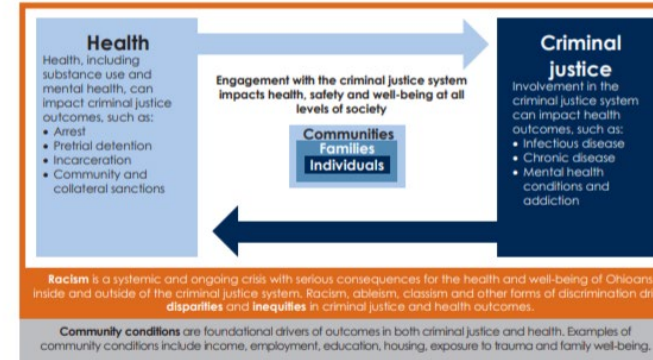 Health
Health, including
substance use and
mental health, can
impact criminal justice
outcomes, such as:
• Arrest
• Pretrial detention
• Incarceration
• Community and
collateral sanctions
Engagement with the criminal justice system
impacts health, safety and well-being at all
levels of society
Communities
Families
Individuals
Criminal
justice
Involvement in the
criminal justice system
can impact health
outcomes, such as:
• Infectious disease
• Chronic disease
• Mental health
conditions and
addiction
Racism is a systemic and ongoing crisis with serious consequences for the health and well-being of Ohioans
inside and outside of the criminal justice system. Racism, ableism, classism and other forms of discrimination
disparities and inequities in criminal justice and health outcomes.
Community conditions are foundational drivers of outcomes in both criminal justice and health. Examples of
community conditions include income, employment, education, housing, exposure to trauma and family well-being.